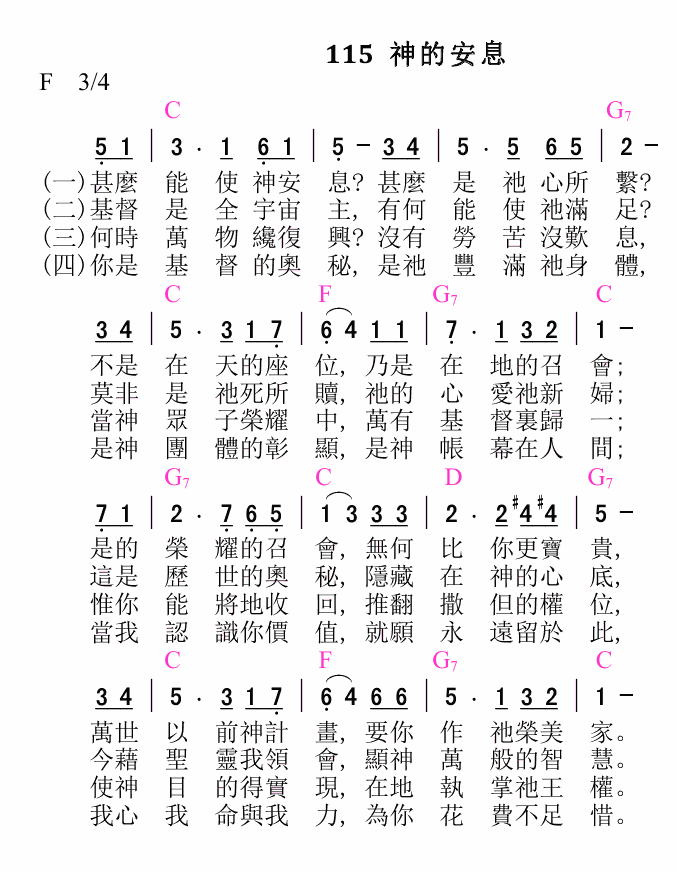 115 神的安息
F 3/4
C G7
5 1 | 3 · 1 6 1 | 5 － 3 4 | 5 · 5 6 5 | 2 －
(一)甚麼 能 使 神安 息? 甚麼 是 祂 心所 繫?
(二)基督 是 全 宇宙 主, 有何 能 使 祂滿 足?
(三)何時 萬 物 纔復 興? 沒有 勞 苦 沒歎 息,
(四)你是 基 督 的奧 秘, 是祂 豐 滿 祂身 體,
C F G7 C
3 4 | 5 · 3 1 7 | 6 4 1 1 | 7 · 1 3 2 | 1 －
不是 在 天的座 位, 乃是 在 地的召 會;
莫非 是 祂死所 贖, 祂的 心 愛祂新 婦;
當神 眾 子榮耀 中, 萬有 基 督裏歸 一;
是神 團 體的彰 顯, 是神 帳 幕在人 間;
G7 C D G7
7 1 | 2 · 7 6 5 | 1 3 3 3 | 2 · 2 #4 #4 | 5 －
是的 榮 耀的召 會, 無何 比 你更寶 貴,
這是 歷 世的奧 秘, 隱藏 在 神的心 底,
惟你 能 將地收 回, 推翻 撒 但的權 位,
當我 認 識你價 值, 就願 永 遠留於 此,
C F G7 C
3 4 | 5 · 3 1 7 | 6 4 6 6 | 5 · 1 3 2 | 1 －
萬世 以 前神計 畫, 要你 作 祂榮美 家。
今藉 聖 靈我領 會, 顯神 萬 般的智 慧。
使神 目 的得實 現, 在地 執 掌祂王 權。
我心 我 命與我 力, 為你 花 費不足 惜。